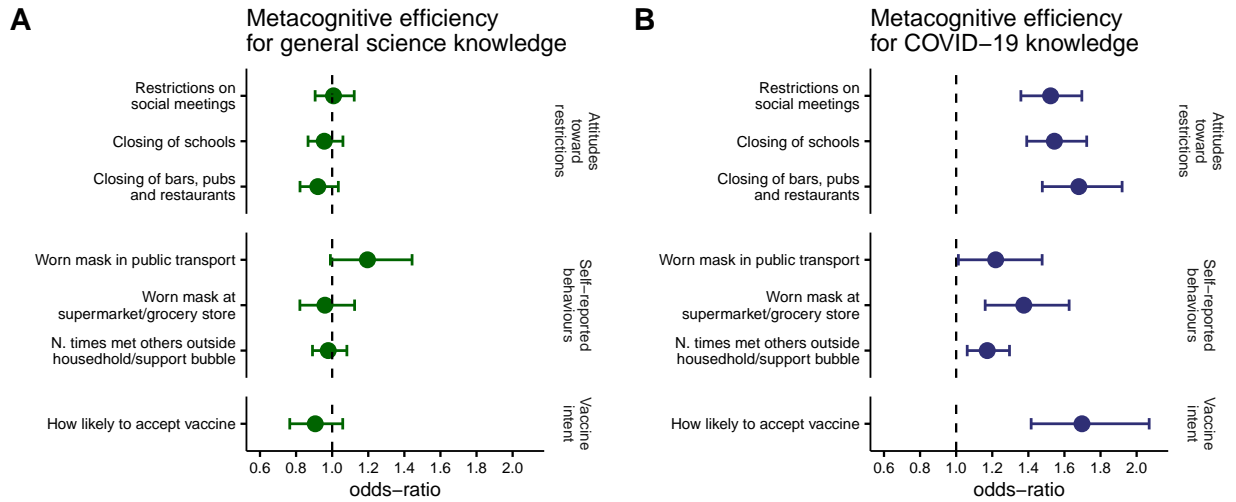 A
Metacognitive efficiency
for general science knowledge
Restrictions on
social meetings
Closing of schools
Closing of bars, pubs
and restaurants
Attitudes
toward
restrictions
Worn mask in public transport
Worn mask at
supermarket/grocery store
N. times met others outside
housedhold/support bubble
Self−reported
behaviours
How likely to accept vaccine
Vaccine
intent
0.6 0.8 1.0 1.2 1.4 1.6 1.8 2.0
odds−ratio
B
Metacognitive efficiency
for COVID−19 knowledge
Restrictions on
social meetings
Closing of schools
Closing of bars, pubs
and restaurants
Attitudes
toward
restrictions
Worn mask in public transport
Worn mask at
supermarket/grocery store
N. times met others outside
housedhold/support bubble
Self−reported
behaviours
How likely to accept vaccine
Vaccine
intent
0.6 0.8 1.0 1.2 1.4 1.6 1.8 2.0
odds−ratio